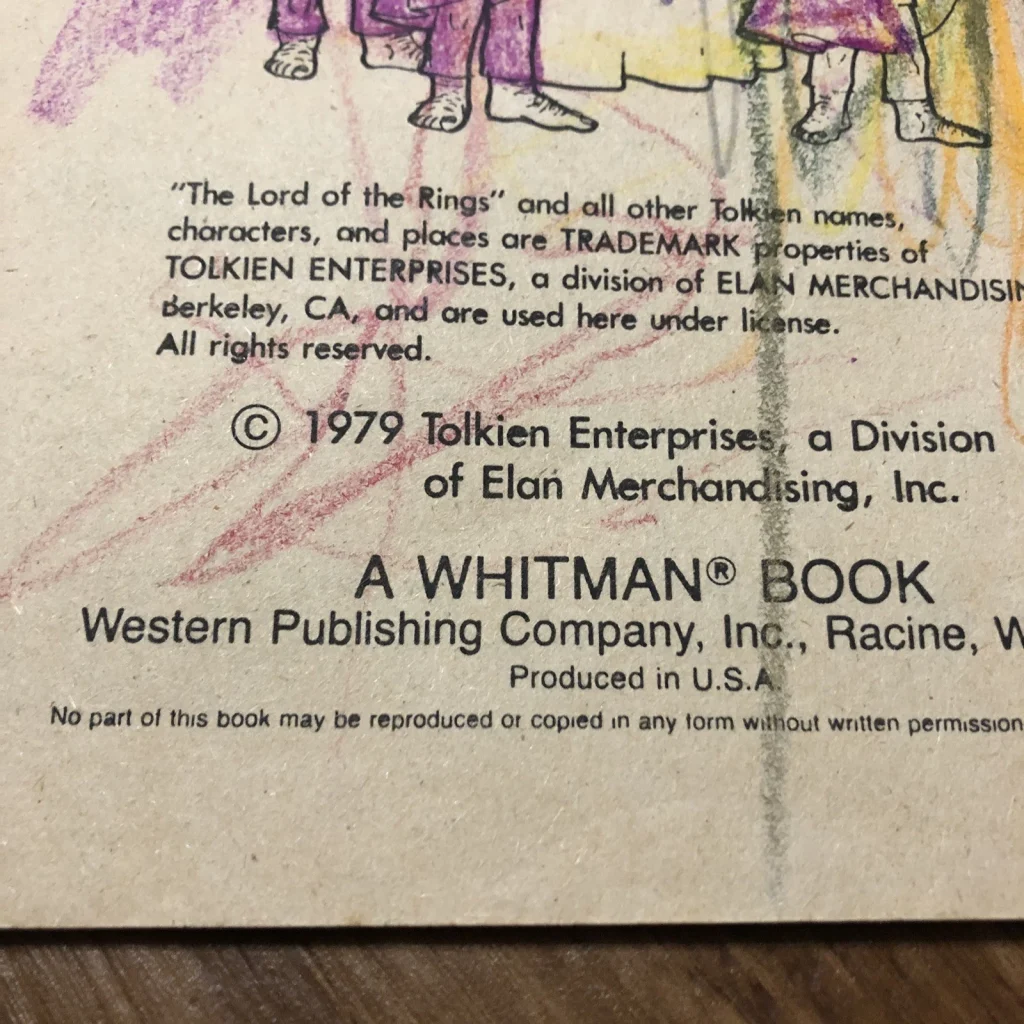 "The Lord of the Rings" and all other Tolkien names,
characters, and places are TRADEMARK properties of
TOLKIEN ENTERPRISES, a division of ELAN MERCHANDISIN
Berkeley, CA, and are used here under license.
All rights reserved.
© 1979 Tolkien Enterprises, a Division
of Elan Merchandising, Inc.
A WHITMAN® BOOK
Western Publishing Company, Inc., Racine, W
Produced in U.S.A.
No part of this book may be reproduced or copied in any form without written permission